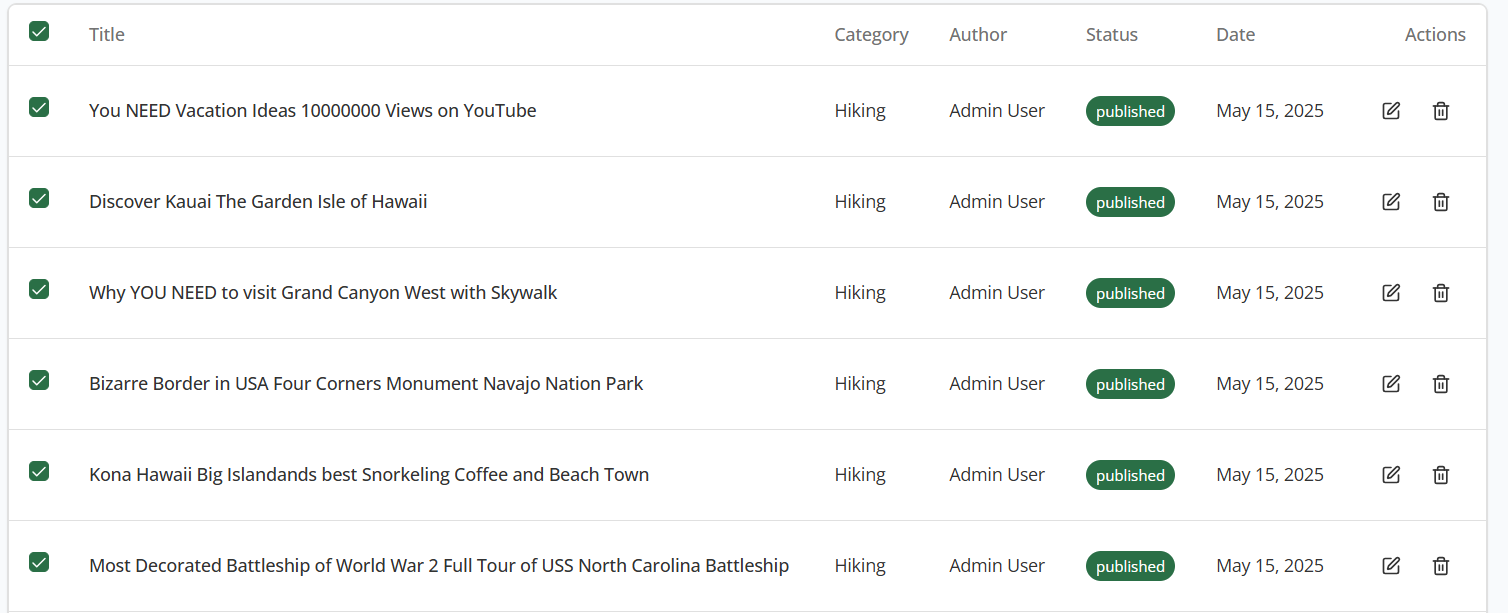 Title Category Author Status Date Actions
You NEED Vacation Ideas 10000000 Views on YouTube Hiking Admin User published May 15, 2025
Discover Kauai The Garden Isle of Hawaii Hiking Admin User published May 15, 2025
Why YOU NEED to visit Grand Canyon West with Skywalk Hiking Admin User published May 15, 2025
Bizarre Border in USA Four Corners Monument Navajo Nation Park Hiking Admin User published May 15, 2025
Kona Hawaii Big Islandands best Snorkeling Coffee and Beach Town Hiking Admin User published May 15, 2025
Most Decorated Battleship of World War 2 Full Tour of USS North Carolina Battleship Hiking Admin User published May 15, 2025